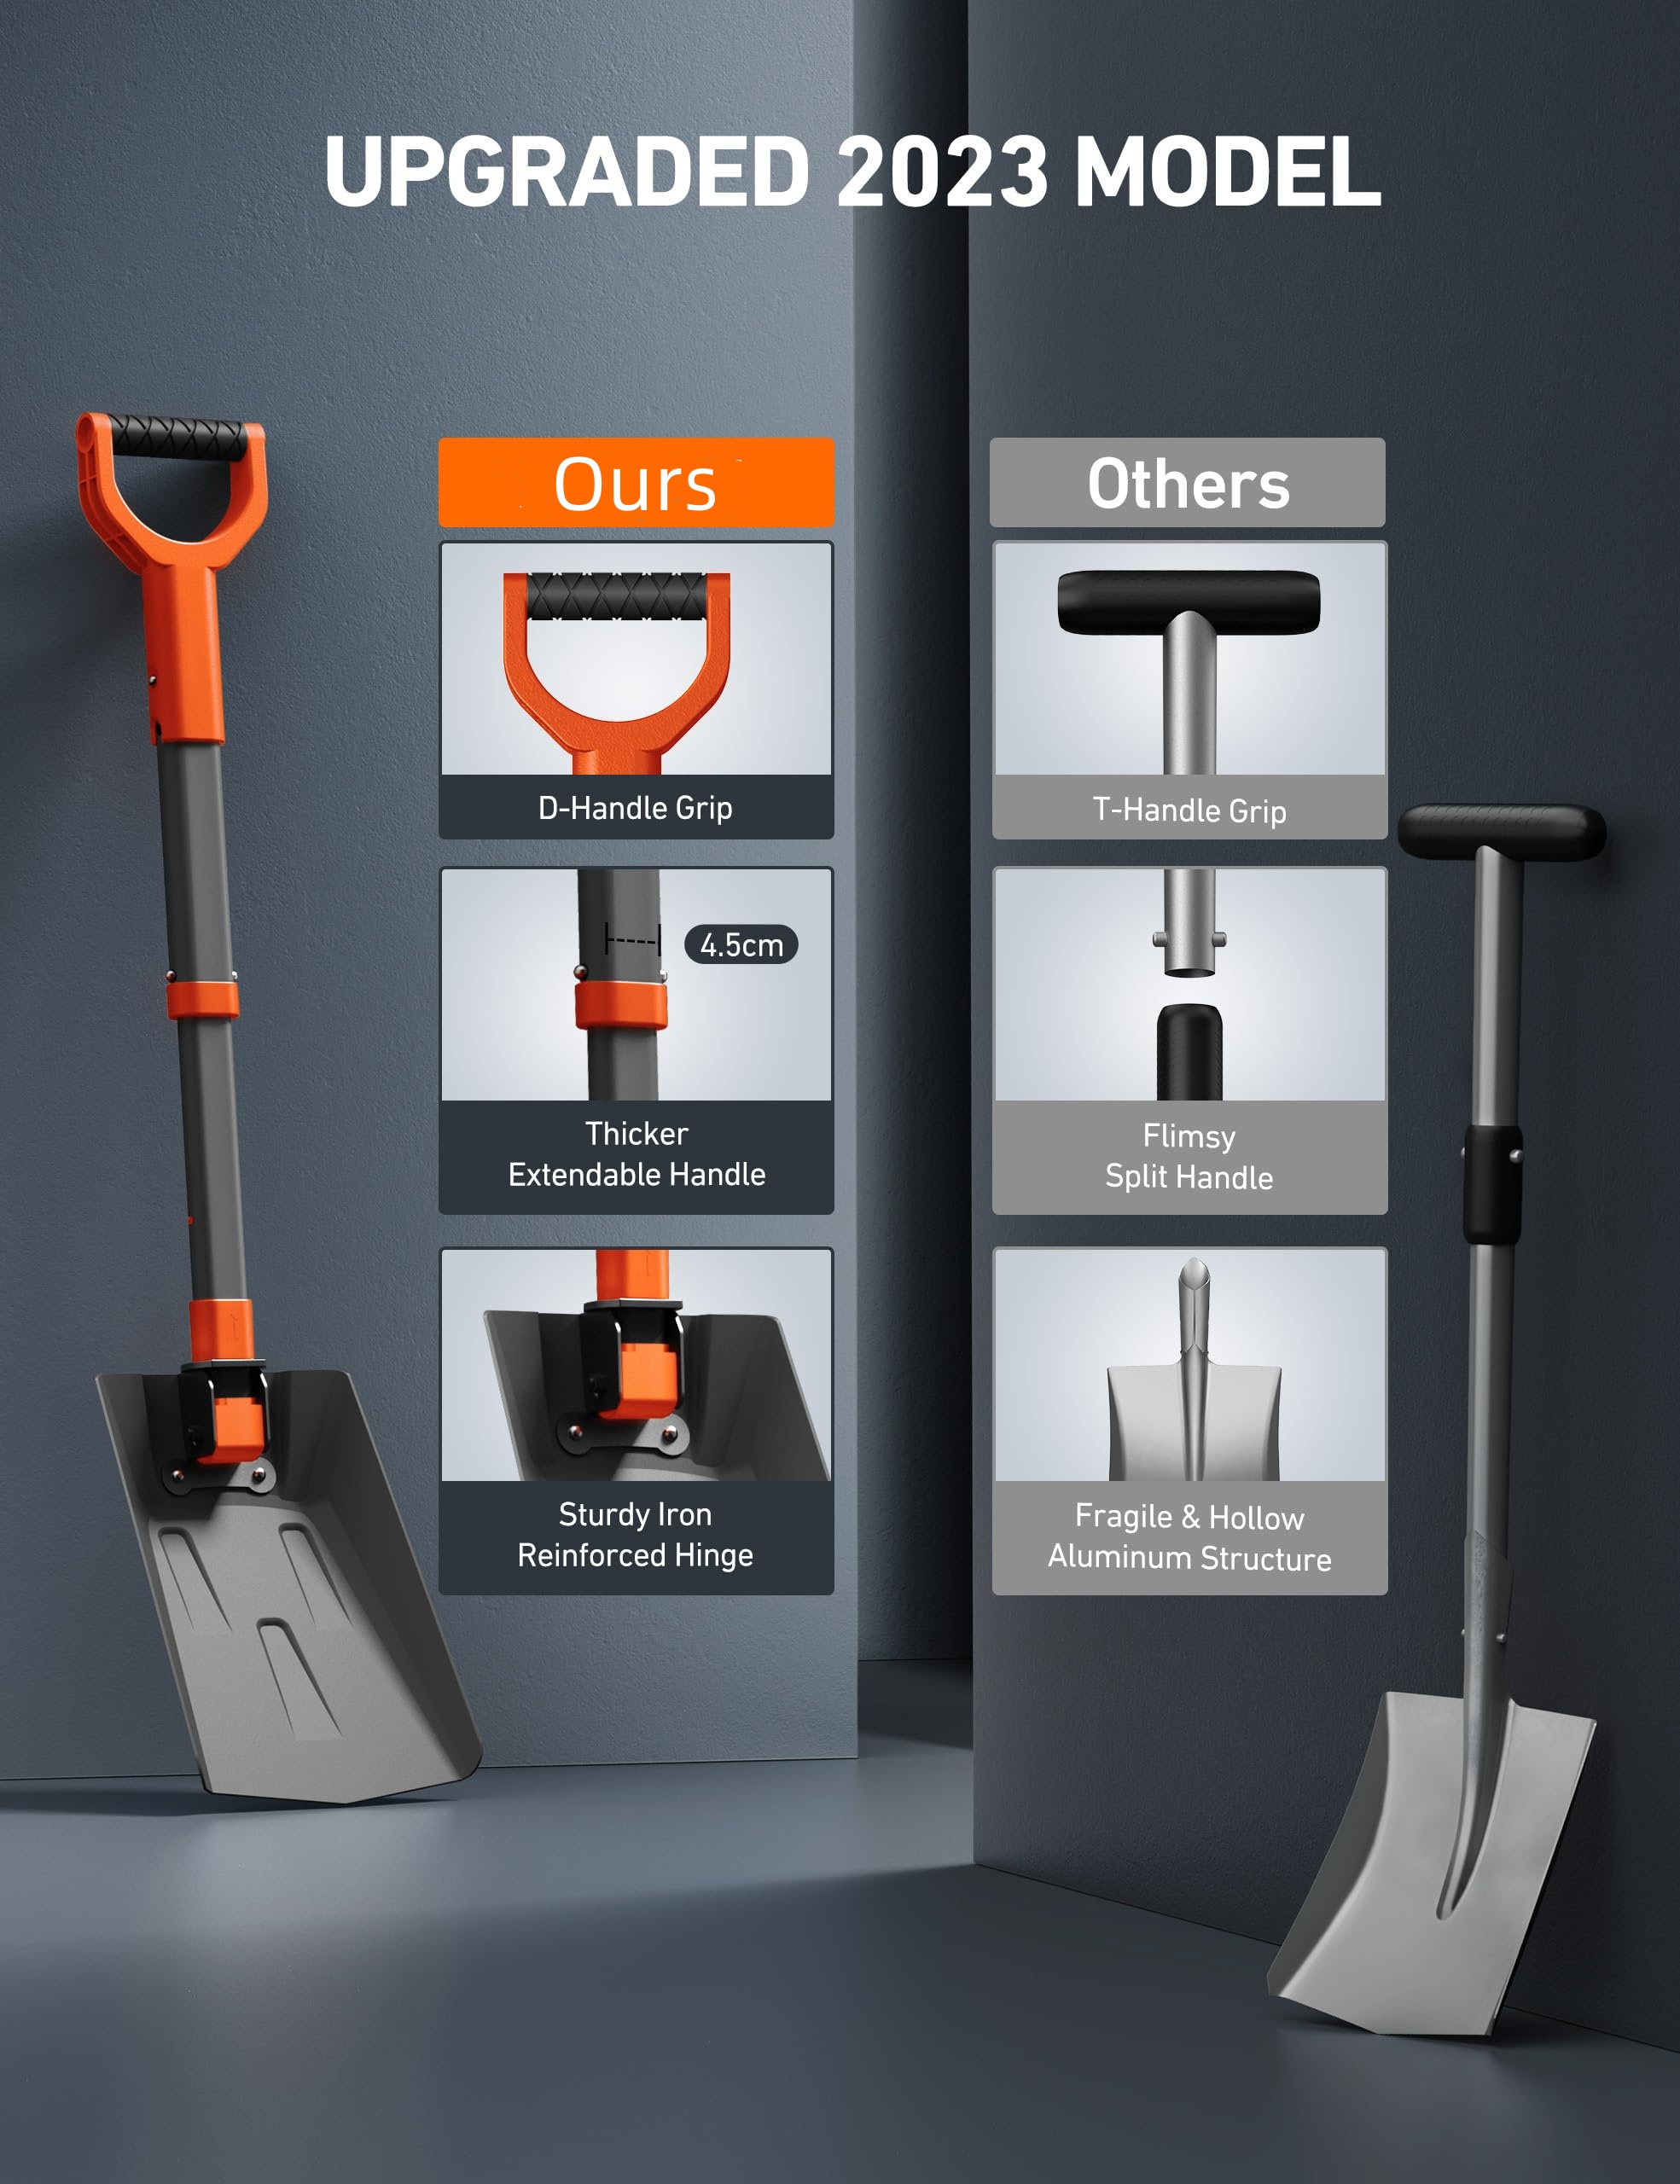 UPGRADED 2023 MODEL
Ours
Others
D-Handle Grip
T-Handle Grip
4.5cm
Thicker
Extendable Handle
Flimsy
Split Handle
Sturdy Iron
Reinforced Hinge
Fragile & Hollow
Aluminum Structure